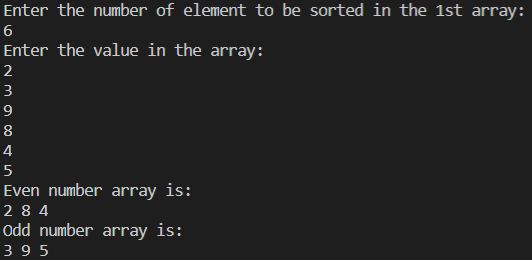 Enter the number of element to be sorted in the 1st array:
6
Enter the value in the array:
2
3
9
8
4
5
Even number array is:
2 8 4
Odd number array is:
3 9 5